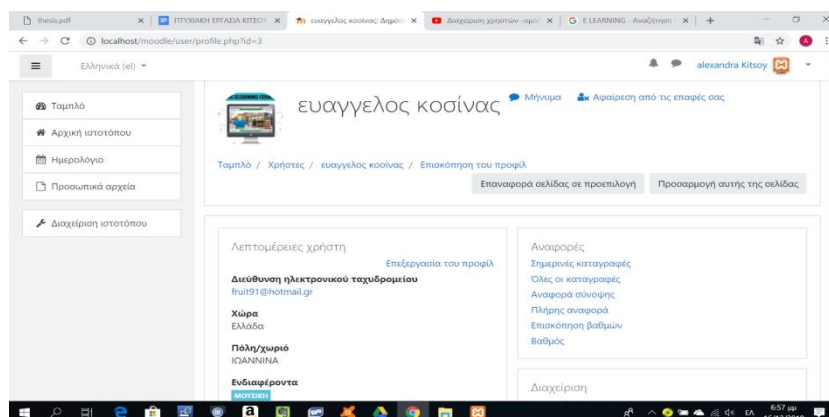 thesis.pdf
ΠΤΥΧΙΑΚΗ ΕΡΓΑΣΙΑ ΚΙΤΣΟΥ
ευαγγελος κοσίνας: Δημόσ
Διαχείριση χρηστών -ομά
E LEARNING - Αναζήτηση
localhost/moodle/user/profile.php?id=3
Ελληνικά (el)
alexandra Kitsoy
Ταμπλό
Αρχική ιστοτόπου
Ημερολόγιο
Προσωπικά αρχεία
Διαχείριση ιστοτόπου
ευαγγελος κοσίνας
Μήνυμα
Αφαίρεση από τις επαφές σας
Ταμπλό / Χρήστες / ευαγγελος κοσίνας / Επισκόπηση του προφίλ
Επαναφορά σελίδας σε προεπιλογή
Προσαρμογή αυτής της σελίδας
Λεπτομέρειες χρήστη
Επεξεργασία του προφίλ
Διεύθυνση ηλεκτρονικού ταχυδρομείου
fruit91@hotmail.gr
Χώρα
Ελλάδα
Πόλη/χωριό
ΙΩΑΝΝΙΝΑ
Ενδιαφέροντα
ΜΟΥΣΙΚΗ
Αναφορές
Σημερινές καταγραφές
Όλες οι καταγραφές
Αναφορά σύνοψης
Πλήρης αναφορά
Επισκόπηση βαθμών
Βαθμός
Διαχείριση
ΕΛ
6:57 μμ